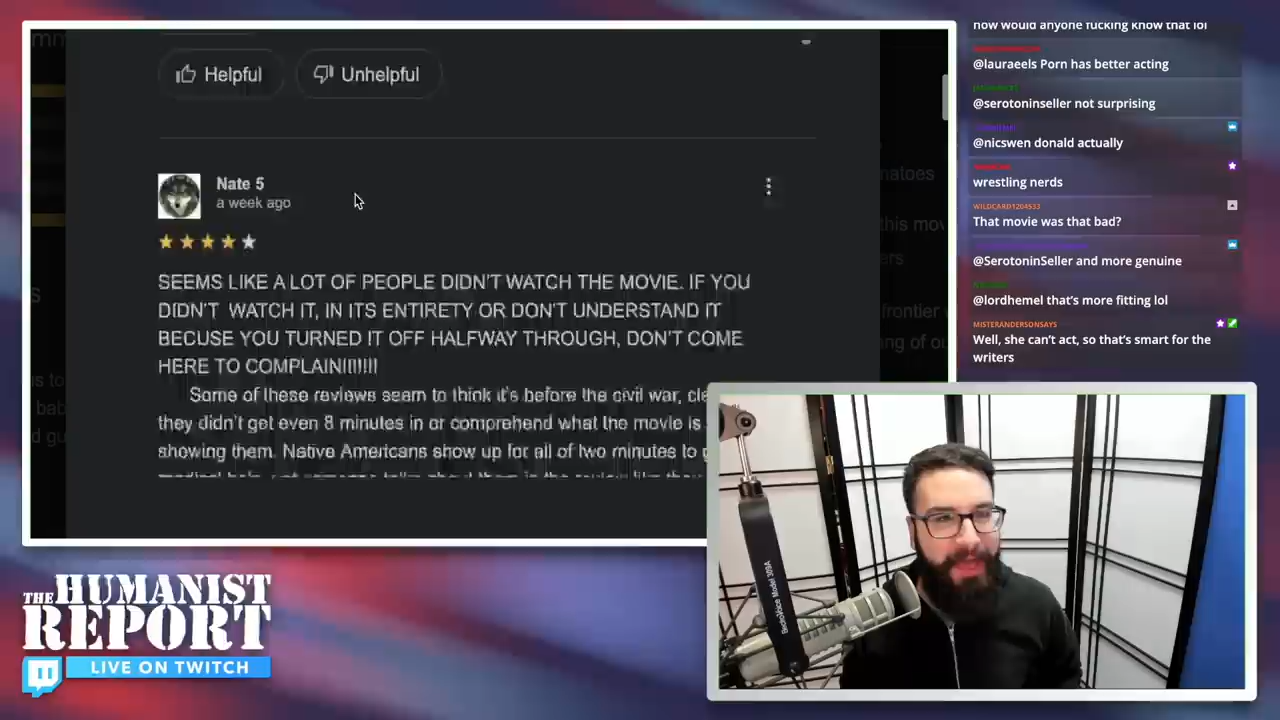 Helpful
Unhelpful
Nate 5
a week ago
SEEMS LIKE A LOT OF PEOPLE DIDN'T WATCH THE MOVIE. IF YOU
DIDN'T WATCH IT, IN ITS ENTIRETY OR DON'T UNDERSTAND IT
BECUSE YOU TURNED IT OFF HALFWAY THROUGH, DON'T COME
HERE TO COMPLAIN!!!!!!!
Some of these reviews seem to think it's before the civil war,
they didn't get even 8 minutes in or comprehend what the movie is
showing them. Native Americans show up for all of two minutes to
how would anyone fucking know that lol
@lauraeels Porn has better acting
@serotoninseller not surprising
@nicswen donald actually
wrestling nerds
WILDCARD1204533
That movie was that bad?
@SerotoninSeller and more genuine
@lordhemel that's more fitting lol
MISTERANDERSONSAYS
Well, she can't act, so that's smart for the
writers
THE HUMANIST
REPORT
LIVE ON TWITCH